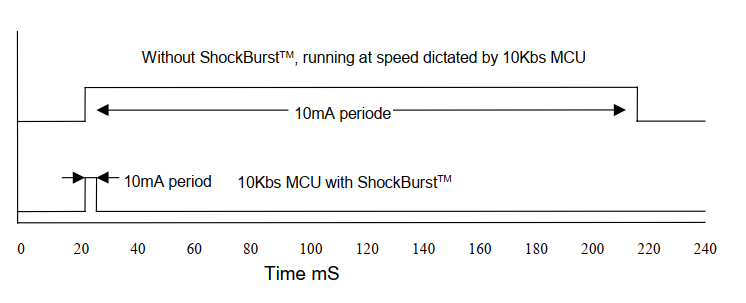 Without ShockBurst™, running at speed dictated by 10Kbs MCU
10mA periode
10mA period 10Kbs MCU with ShockBurst™
0 20 40 60 80 100 120 140 160 180 200 220 240
Time mS